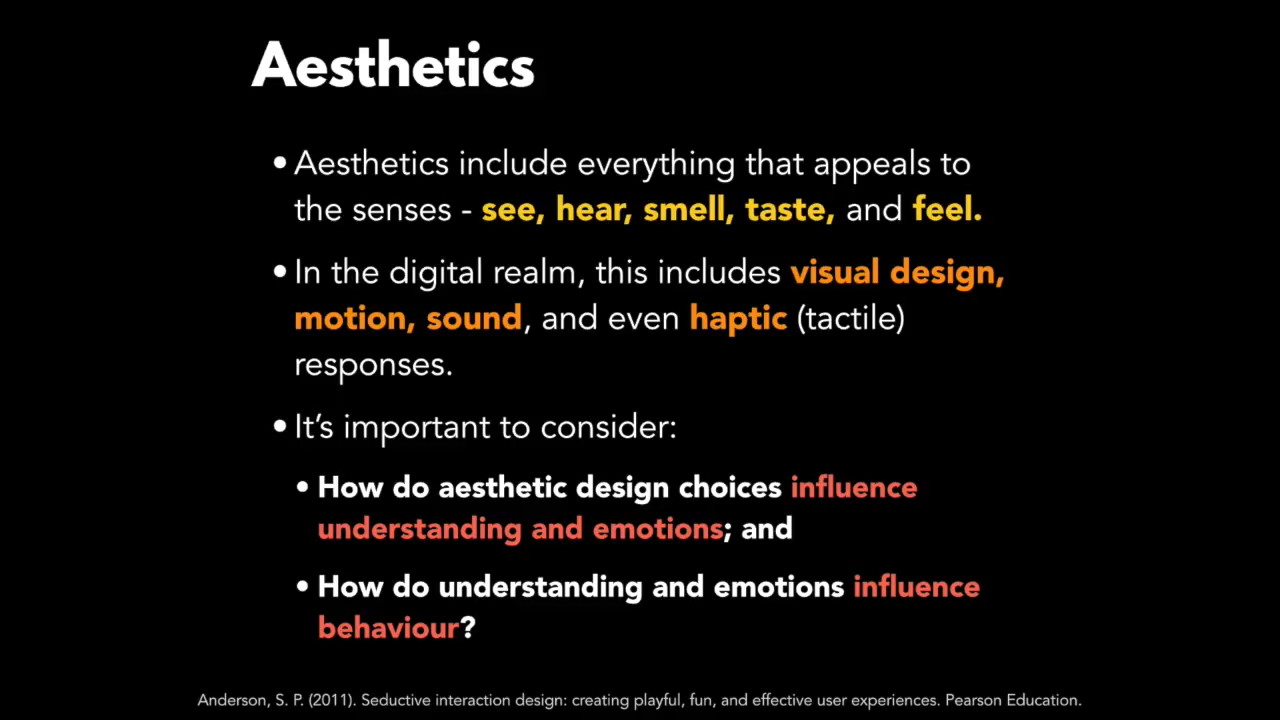 Aesthetics
• Aesthetics include everything that appeals to
the senses - see, hear, smell, taste, and feel.
• In the digital realm, this includes visual design,
motion, sound, and even haptic (tactile)
responses.
• It’s important to consider:
• How do aesthetic design choices influence
understanding and emotions; and
• How do understanding and emotions influence
behaviour?
Anderson, S. P. (2011). Seductive interaction design: creating playful, fun, and effective user experiences. Pearson Education.